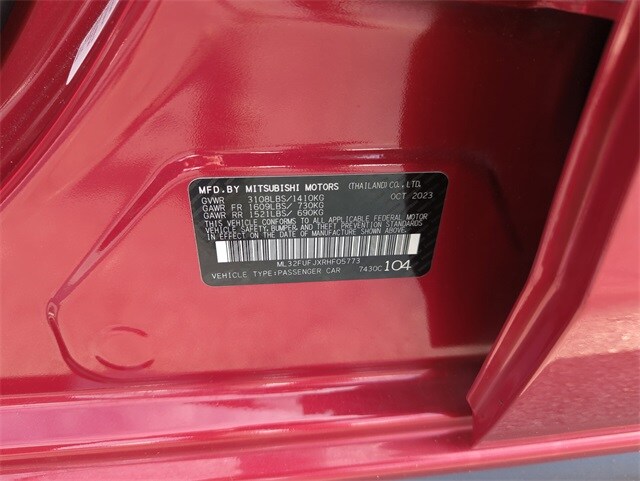 MFD.BY MITSUBISHI MOTORS (THAILAND) CO.,LTD.
GVWR 3108LBS/1410KG OCT 2023
GAWR FR 1609LBS/ 730KG
GAWR RR 1521LBS/ 690KG
THIS VEHICLE CONFORMS TO ALL APPLICABLE FEDERAL MOTOR
VEHICLE SAFETY, BUMPER, AND THEFT PREVENTION STANDARDS
IN EFFECT ON THE DATE OF MANUFACTURE SHOWN ABOVE.
ML32FUFJXRHF05773
VEHICLE TYPE:PASSENGER CAR 7430C 104